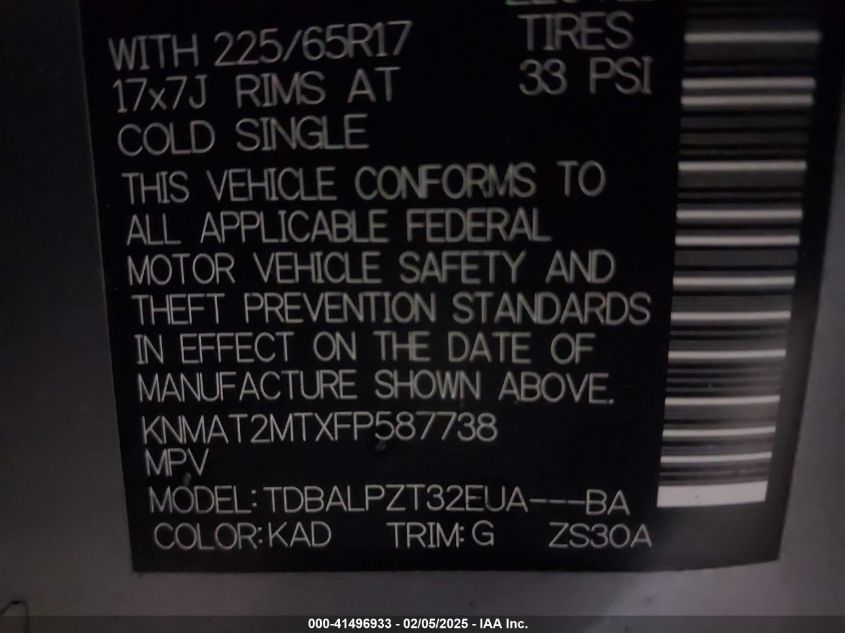 WITH 225/65R17 TIRES
17x7J RIMS AT 33 PSI
COLD SINGLE
THIS VEHICLE CONFORMS TO
ALL APPLICABLE FEDERAL
MOTOR VEHICLE SAFETY AND
THEFT PREVENTION STANDARDS
IN EFFECT ON THE DATE OF
MANUFACTURE SHOWN ABOVE.
KNMAT2MTXFP587738
MPV
MODEL:TDBALPZT32EUA---BA
COLOR:KAD TRIM:G ZS30A
000-41496933 - 02/05/2025 - IAA Inc.